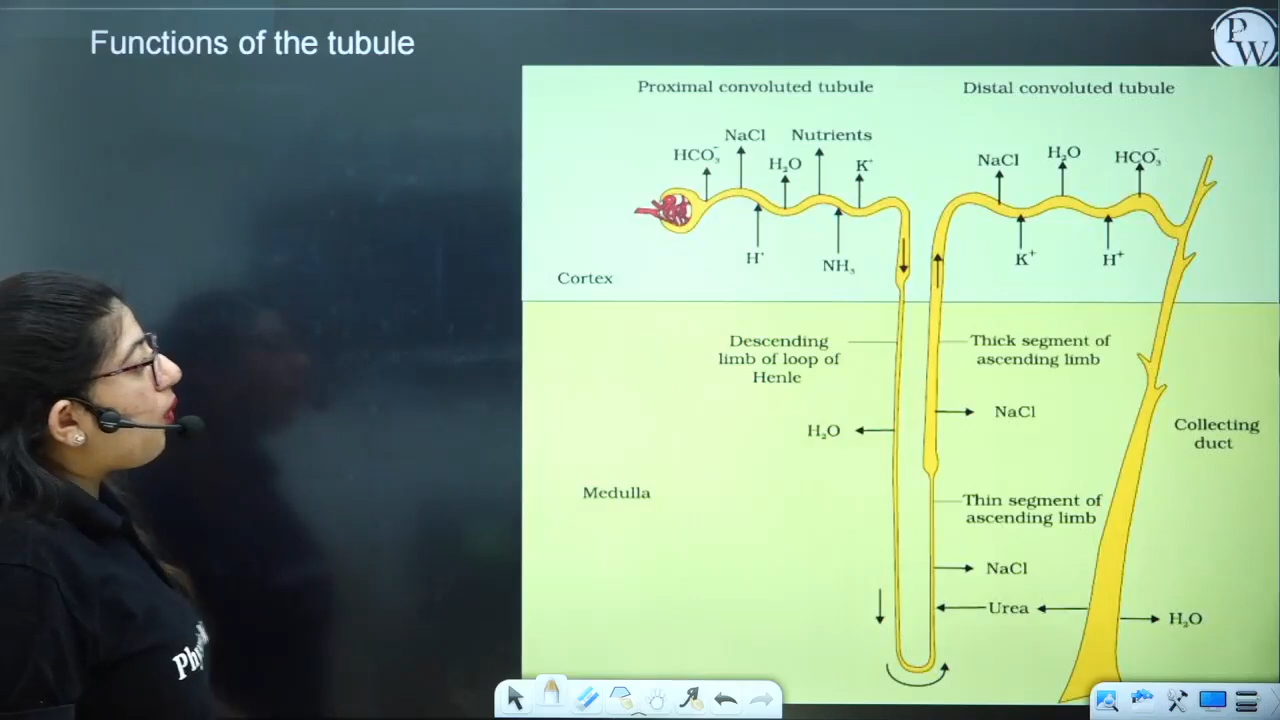 Functions of the tubule
PW
Proximal convoluted tubule
Distal convoluted tubule
NaCl
Nutrients
HCO₃⁻
H₂O
K⁺
NaCl
H₂O
HCO₃⁻
H⁺
NH₃
K⁺
H⁺
Cortex
Descending
limb of loop of
Henle
Thick segment of
ascending limb
NaCl
H₂O
Collecting
duct
Medulla
Thin segment of
ascending limb
NaCl
Urea
H₂O